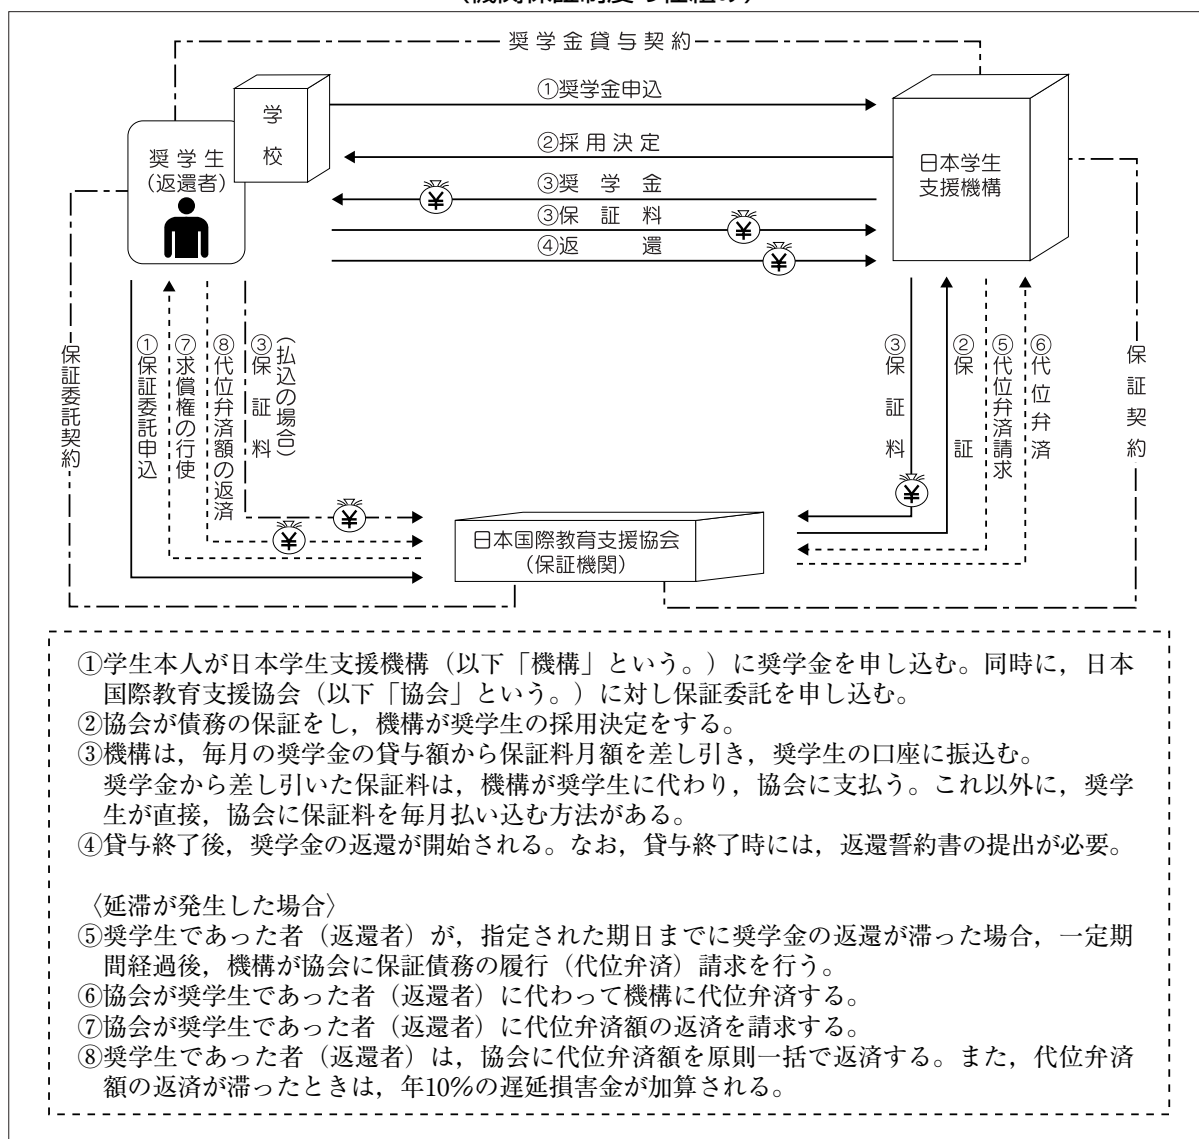 (機関保証制度の仕組み)
奨学金貸与契約
学校
①奨学金申込
奨学生
(返還者)
②採用決定
日本学生
支援機構
③奨学金
③保証料
④返還
保証委託契約
①保証委託申込
⑦求償権の行使
⑧代位弁済額の返済
③保証料
(払込の場合)
③保証料
②保証
⑤代位弁済請求
⑥代位弁済
保証契約
日本国際教育支援協会
(保証機関)
①学生本人が日本学生支援機構(以下「機構」という。)に奨学金を申し込む。同時に,日本
国際教育支援協会(以下「協会」という。)に対し保証委託を申し込む。
②協会が債務の保証をし,機構が奨学生の採用決定をする。
③機構は,毎月の奨学金の貸与額から保証料月額を差し引き,奨学生の口座に振込む。
奨学金から差し引いた保証料は,機構が奨学生に代わり,協会に支払う。これ以外に,奨学
生が直接,協会に保証料を毎月払い込む方法がある。
④貸与終了後,奨学金の返還が開始される。なお,貸与終了時には,返還誓約書の提出が必要。
〈延滞が発生した場合〉
⑤奨学生であった者(返還者)が,指定された期日までに奨学金の返還が滞った場合,一定期
間経過後,機構が協会に保証債務の履行(代位弁済)請求を行う。
⑥協会が奨学生であった者(返還者)に代わって機構に代位弁済する。
⑦協会が奨学生であった者(返還者)に代位弁済額の返済を請求する。
⑧奨学生であった者(返還者)は,協会に代位弁済額を原則一括で返済する。また,代位弁済
額の返済が滞ったときは,年10%の遅延損害金が加算される。